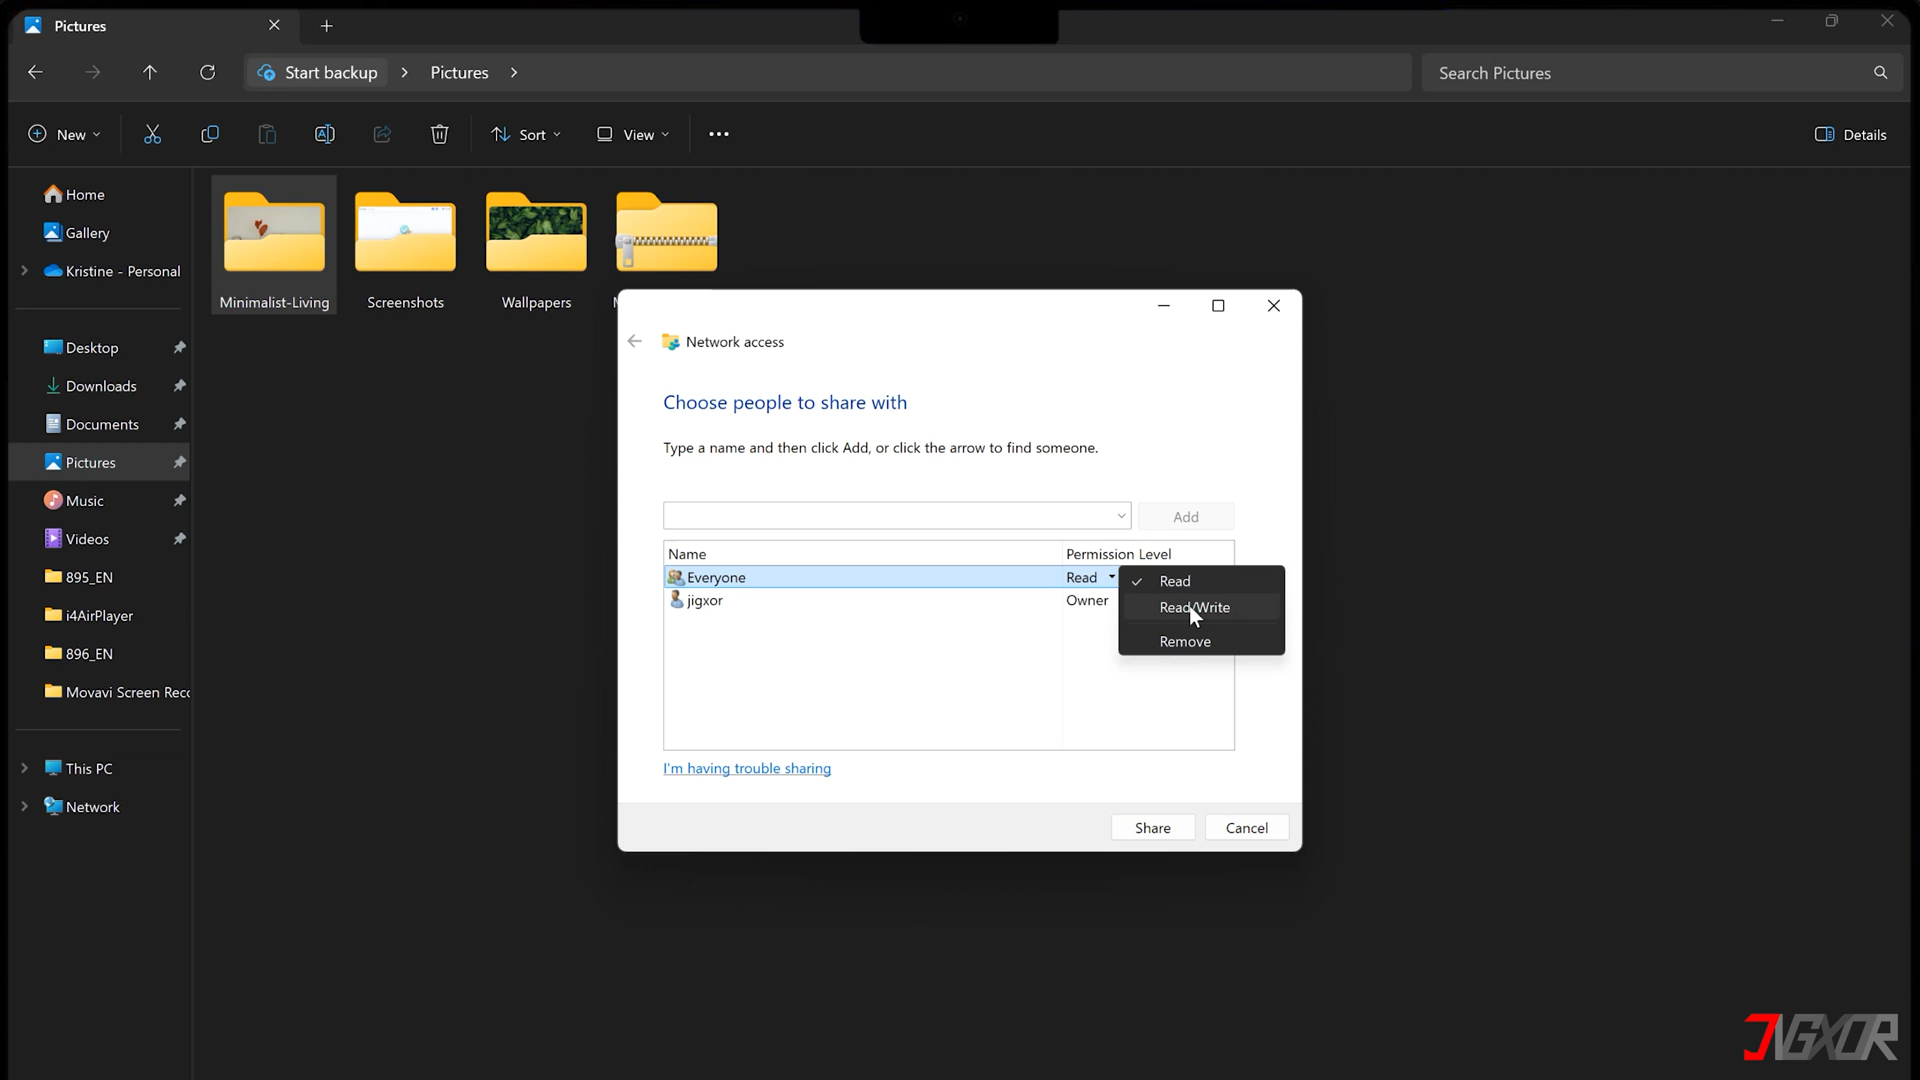 Pictures
Start backup
Pictures
Search Pictures
New
Sort
View
Details
Home
Gallery
Kristine - Personal
Desktop
Downloads
Documents
Pictures
Music
Videos
895_EN
i4AirPlayer
896_EN
Movavi Screen Rec
This PC
Network
Minimalist-Living
Screenshots
Wallpapers
Network access
Choose people to share with
Type a name and then click Add, or click the arrow to find someone.
Add
Name Permission Level
Everyone Read
jigxor Owner
Read
Read/Write
Remove
I'm having trouble sharing
Share Cancel
JIGXOR